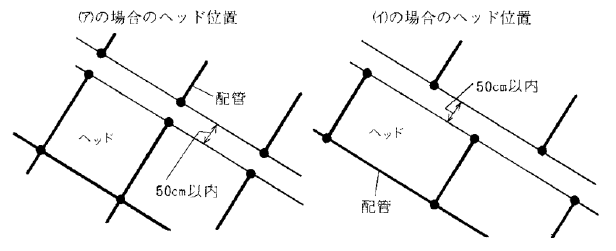 (ア)の場合のヘッド位置
配管
ヘッド
50cm以内
(イ)の場合のヘッド位置
50cm以内
ヘッド
配管